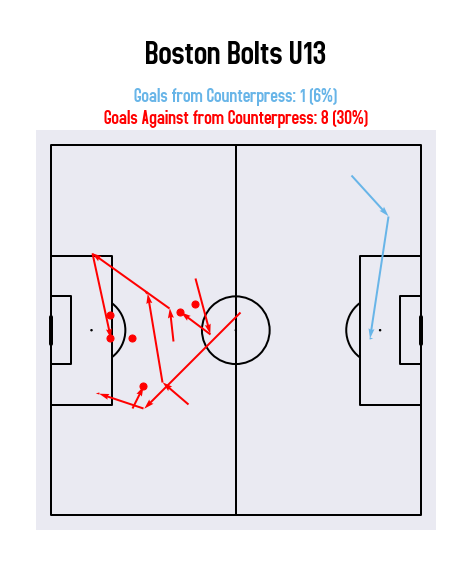 Boston Bolts U13
Goals from Counterpress: 1 (6%)
Goals Against from Counterpress: 8 (30%)